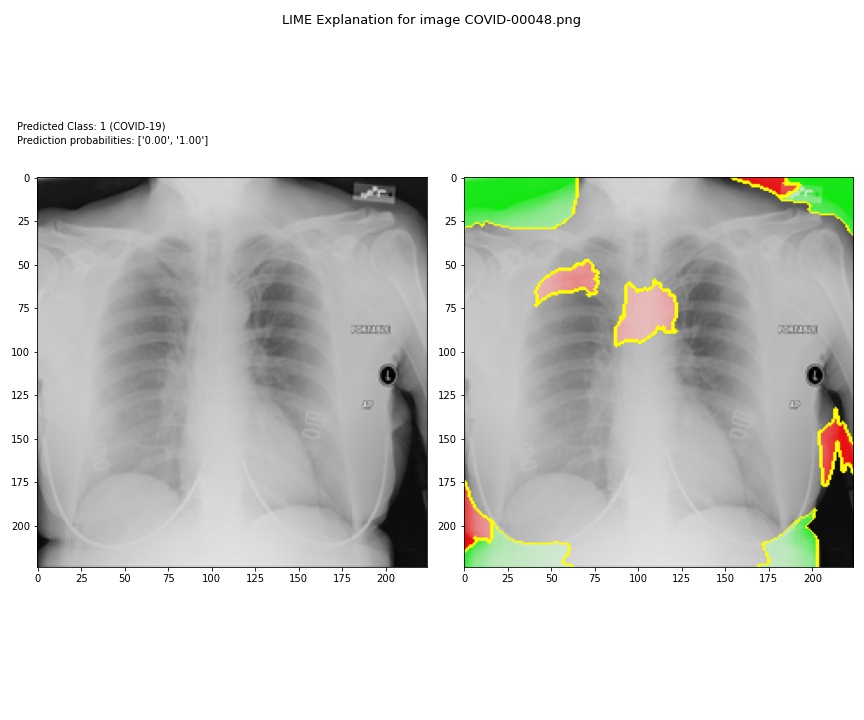 LIME Explanation for image COVID-00048.png
Predicted Class: 1 (COVID-19)
Prediction probabilities: ['0.00', '1.00']
0
25
50
75
100
125
150
175
200
PORTABLE
L
AP
0 25 50 75 100 125 150 175 200
0
25
50
75
100
125
150
175
200
PORTABLE
L
AP
0 25 50 75 100 125 150 175 200